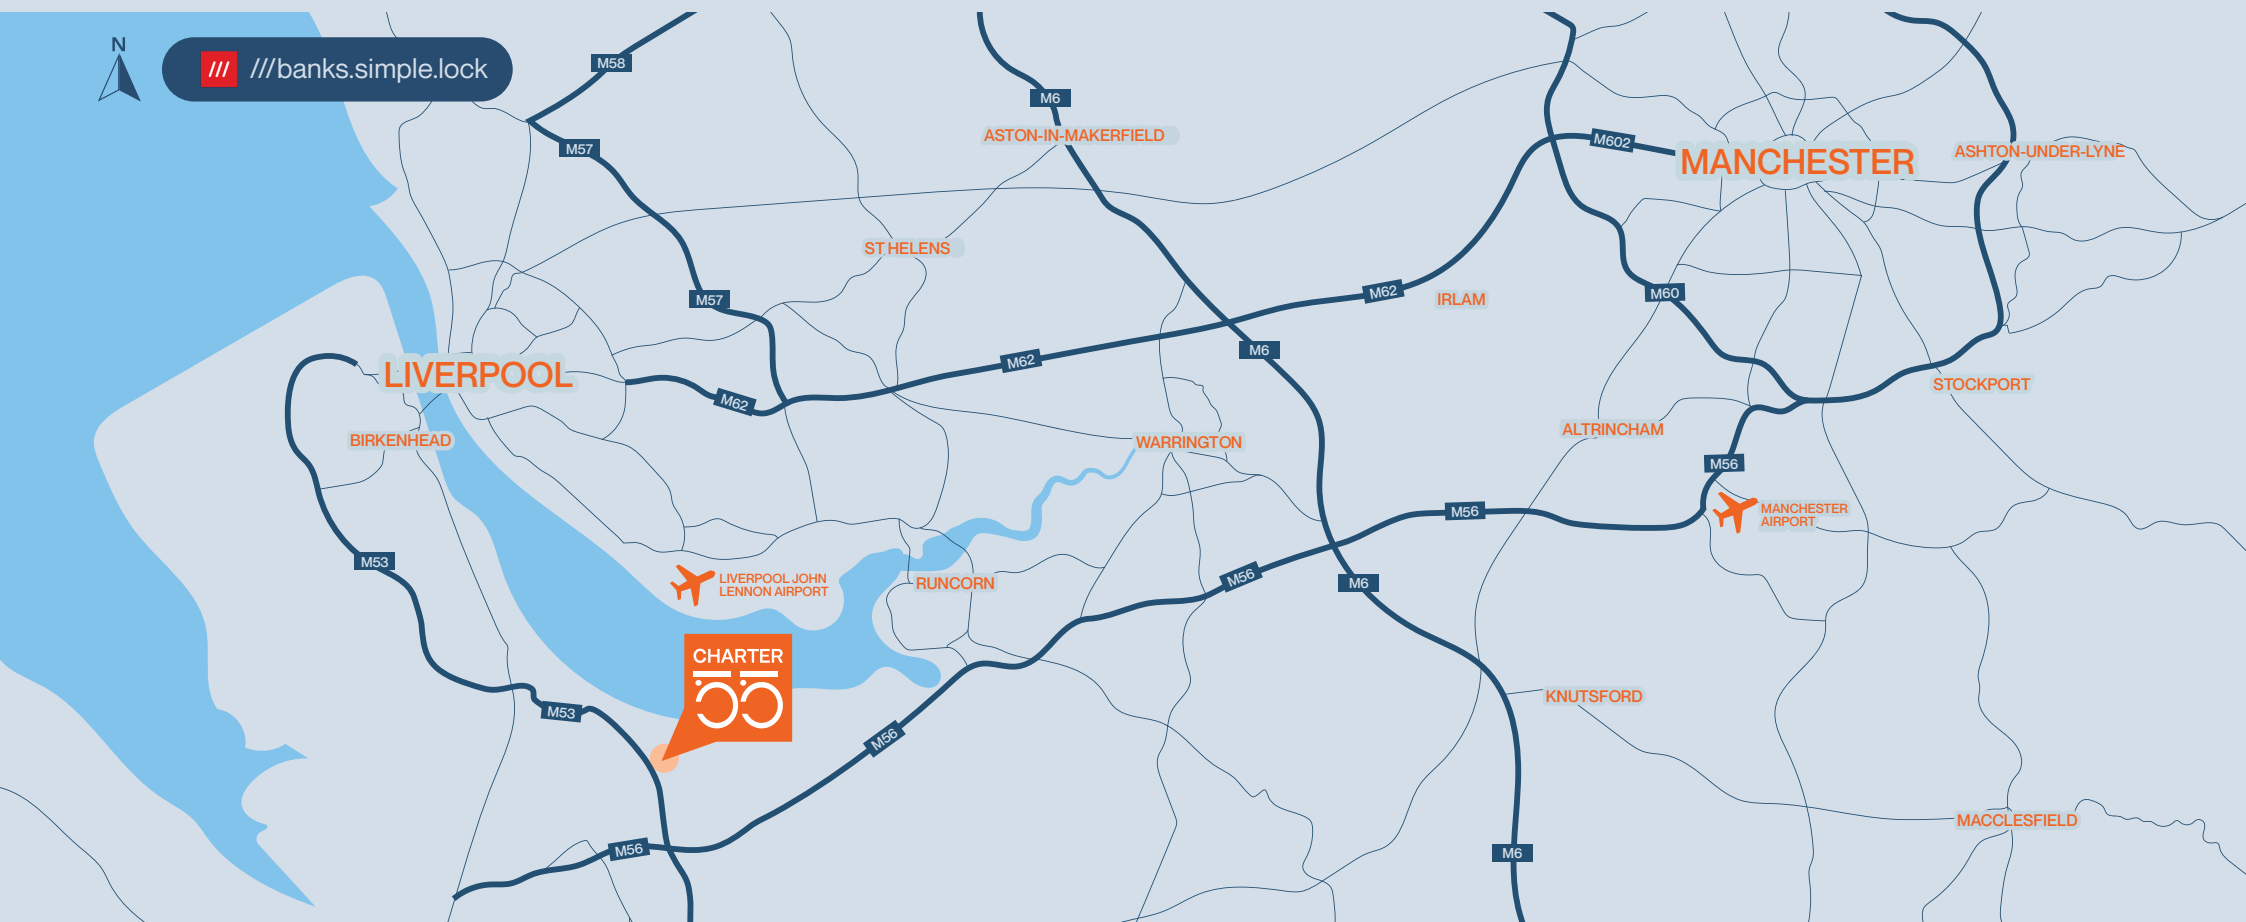 N
///banks.simple.lock
M58
M6
M57
ASTON-IN-MAKERFIELD
M602
MANCHESTER
ASHTON-UNDER-LYNE
ST HELENS
M57
M62
IRLAM
M60
M6
M62
LIVERPOOL
M62
STOCKPORT
BIRKENHEAD
WARRINGTON
ALTRINCHAM
M56
M56
MANCHESTER
AIRPORT
M53
LIVERPOOL JOHN
LENNON AIRPORT
RUNCORN
M56
M6
CHARTER
55
KNUTSFORD
M53
M56
MACCLESFIELD
M56
M6